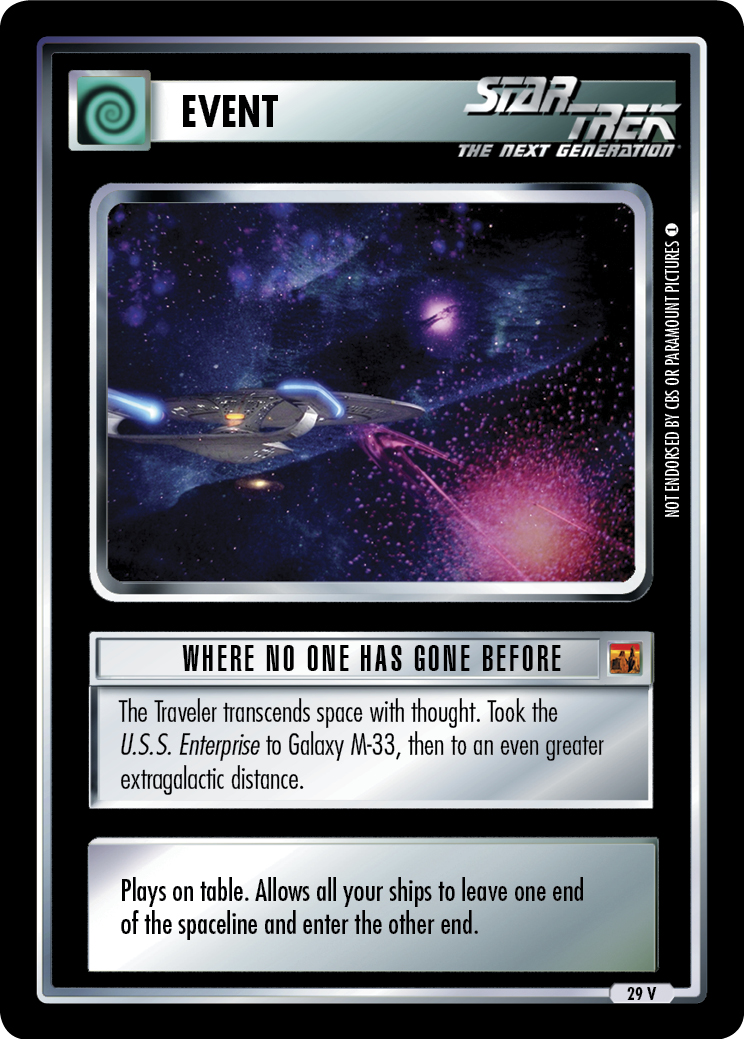 EVENT
STAR TREK
THE NEXT GENERATION
NOT ENDORSED BY CBS OR PARAMOUNT PICTURES 1
WHERE NO ONE HAS GONE BEFORE
The Traveler transcends space with thought. Took the
U.S.S. Enterprise to Galaxy M-33, then to an even greater
extragalactic distance.
Plays on table. Allows all your ships to leave one end
of the spaceline and enter the other end.
29 V